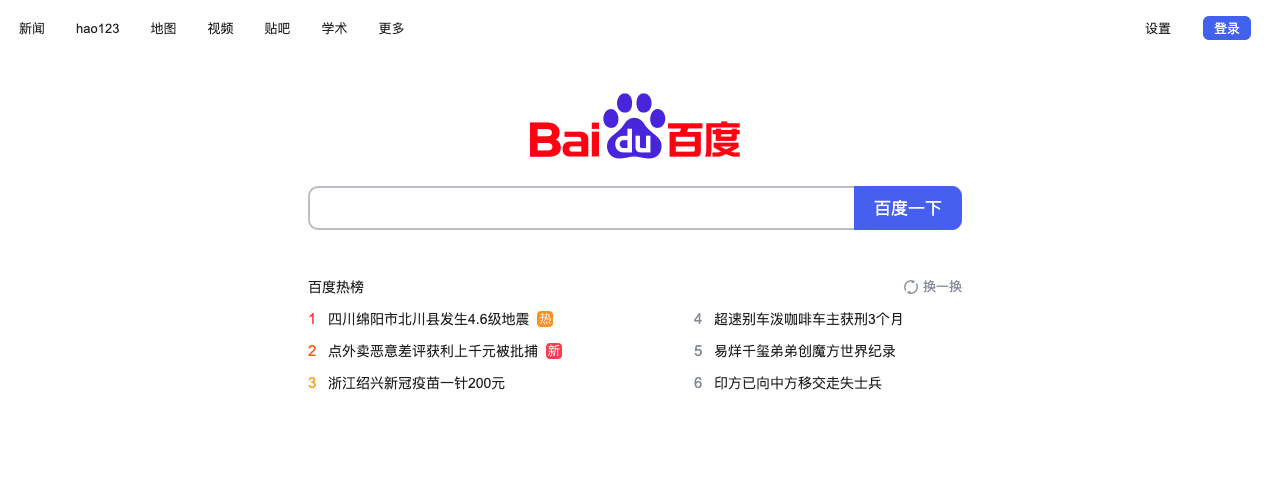 新闻 hao123 地图 视频 贴吧 学术 更多 设置 登录
Bai du 百度
百度一下
百度热榜 换一换
1 四川绵阳市北川县发生4.6级地震 热
2 点外卖恶意差评获利上千元被批捕 新
3 浙江绍兴新冠疫苗一针200元
4 超速别车泼咖啡车主获刑3个月
5 易烊千玺弟弟创魔方世界纪录
6 印方已向中方移交走失士兵